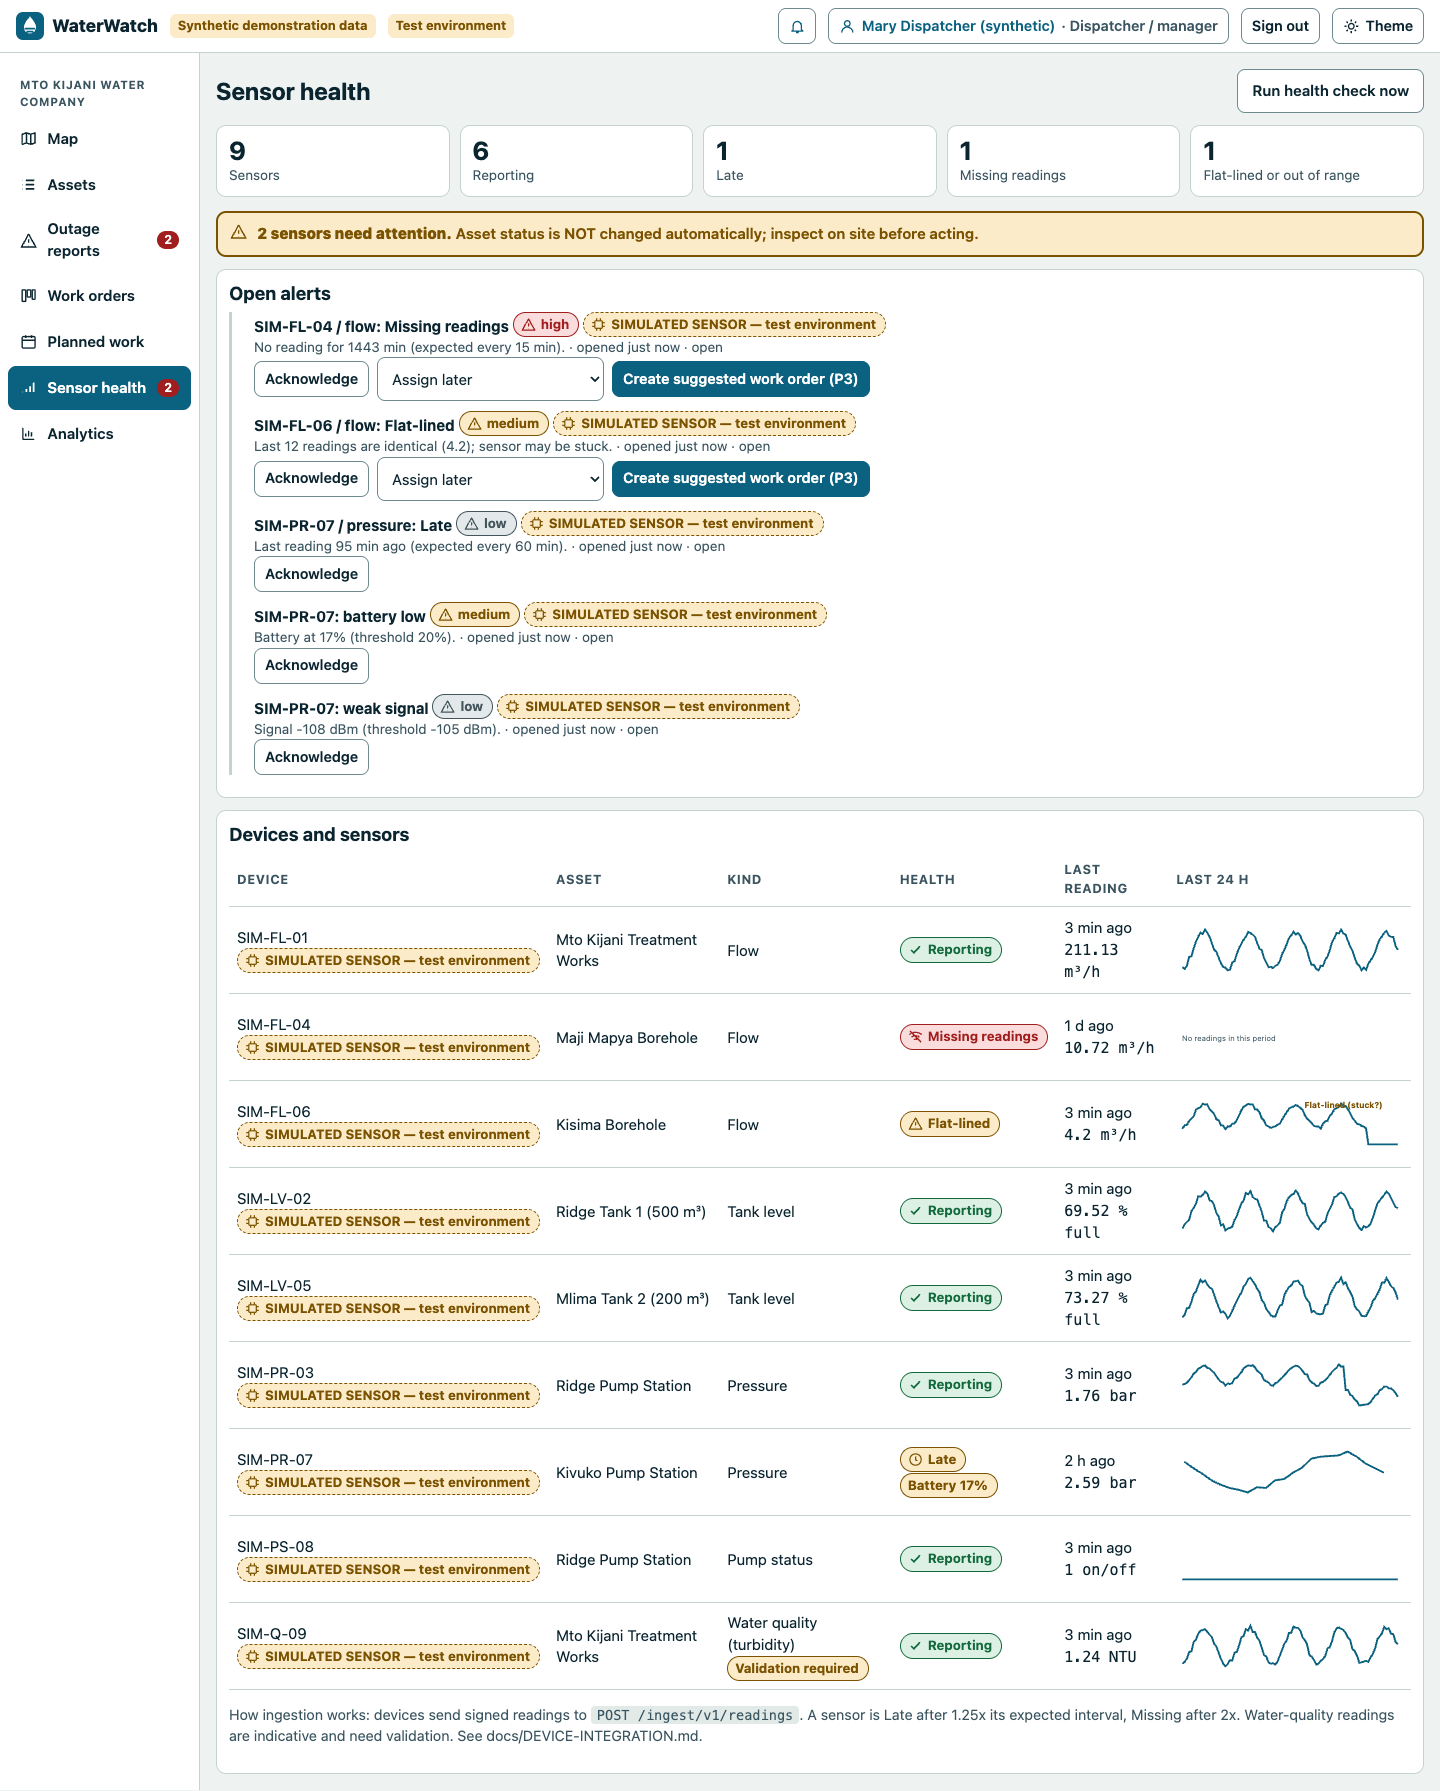 WaterWatch
Synthetic demonstration data
Test environment
Mary Dispatcher (synthetic) · Dispatcher / manager
Sign out
Theme
MTO KIJANI WATER
COMPANY
Map
Assets
Outage
reports
2
Work orders
Planned work
Sensor health
2
Analytics
Sensor health
Run health check now
9
Sensors
6
Reporting
1
Late
1
Missing readings
1
Flat-lined or out of range
2 sensors need attention. Asset status is NOT changed automatically; inspect on site before acting.
Open alerts
SIM-FL-04 / flow: Missing readings high SIMULATED SENSOR — test environment
No reading for 1443 min (expected every 15 min). · opened just now · open
Acknowledge Assign later Create suggested work order (P3)
SIM-FL-06 / flow: Flat-lined medium SIMULATED SENSOR — test environment
Last 12 readings are identical (4.2); sensor may be stuck. · opened just now · open
Acknowledge Assign later Create suggested work order (P3)
SIM-PR-07 / pressure: Late low SIMULATED SENSOR — test environment
Last reading 95 min ago (expected every 60 min). · opened just now · open
Acknowledge
SIM-PR-07: battery low medium SIMULATED SENSOR — test environment
Battery at 17% (threshold 20%). · opened just now · open
Acknowledge
SIM-PR-07: weak signal low SIMULATED SENSOR — test environment
Signal -108 dBm (threshold -105 dBm). · opened just now · open
Acknowledge
Devices and sensors
DEVICE ASSET KIND HEALTH LAST READING LAST 24 H
SIM-FL-01
SIMULATED SENSOR — test environment
Mto Kijani Treatment
Works
Flow
Reporting
3 min ago
211.13
m³/h
SIM-FL-04
SIMULATED SENSOR — test environment
Maji Mapya Borehole
Flow
Missing readings
1 d ago
10.72 m³/h
No readings in this period
SIM-FL-06
SIMULATED SENSOR — test environment
Kisima Borehole
Flow
Flat-lined
3 min ago
4.2 m³/h
Flat-lined (stuck?)
SIM-LV-02
SIMULATED SENSOR — test environment
Ridge Tank 1 (500 m³)
Tank level
Reporting
3 min ago
69.52 %
full
SIM-LV-05
SIMULATED SENSOR — test environment
Mlima Tank 2 (200 m³)
Tank level
Reporting
3 min ago
73.27 %
full
SIM-PR-03
SIMULATED SENSOR — test environment
Ridge Pump Station
Pressure
Reporting
3 min ago
1.76 bar
SIM-PR-07
SIMULATED SENSOR — test environment
Kivuko Pump Station
Pressure
Late
Battery 17%
2 h ago
2.59 bar
SIM-PS-08
SIMULATED SENSOR — test environment
Ridge Pump Station
Pump status
Reporting
3 min ago
1 on/off
SIM-Q-09
SIMULATED SENSOR — test environment
Mto Kijani Treatment
Works
Water quality
(turbidity)
Validation required
Reporting
3 min ago
1.24 NTU
How ingestion works: devices send signed readings to POST /ingest/v1/readings. A sensor is Late after 1.25x its expected interval, Missing after 2x. Water-quality readings
are indicative and need validation. See docs/DEVICE-INTEGRATION.md.